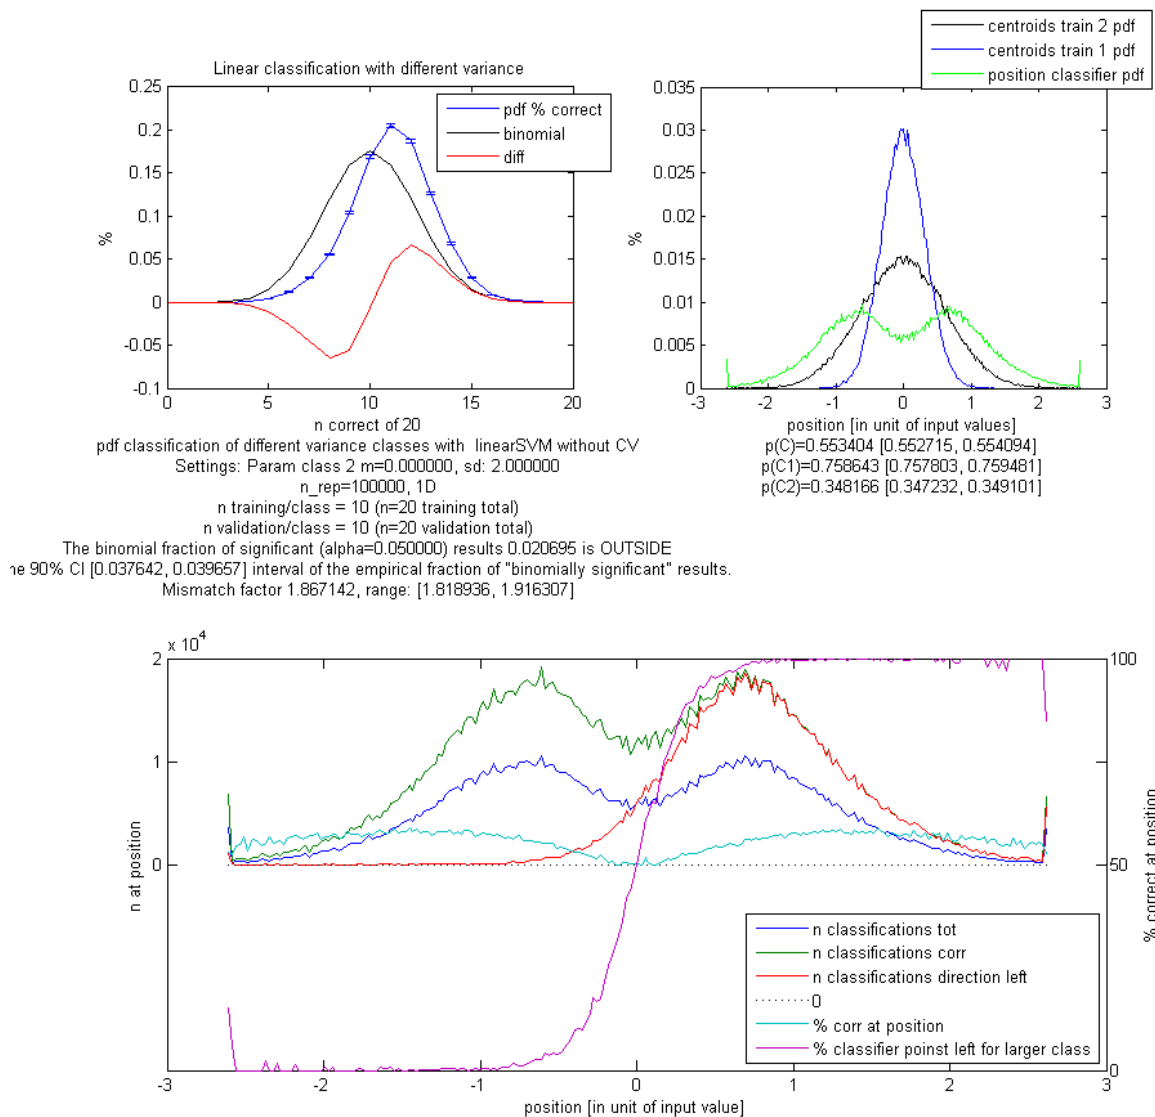 centroids train 2 pdf
centroids train 1 pdf
position classifier pdf
Linear classification with different variance
0.25
0.2
0.15
0.1
0.05
0
-0.05
-0.1
%
pdf % correct
binomial
diff
0 5 10 15 20
n correct of 20
pdf classification of different variance classes with linearSVM without CV
Settings: Param class 2 m=0.000000, sd: 2.000000
n_rep=100000, 1D
n training/class = 10 (n=20 training total)
n validation/class = 10 (n=20 validation total)
The binomial fraction of significant (alpha=0.050000) results 0.020695 is OUTSIDE
ne 90% CI [0.037642, 0.039657] interval of the empirical fraction of "binomially significant" results.
Mismatch factor 1.867142, range: [1.818936, 1.916307]
0.035
0.03
0.025
0.02
0.015
0.01
0.005
0
%
-3 -2 -1 0 1 2 3
position [in unit of input values]
p(C)=0.553404 [0.552715, 0.554094]
p(C1)=0.758643 [0.757803, 0.759481]
p(C2)=0.348166 [0.347232, 0.349101]
x 10^4
2
1
0
n at position
100
50
0
% correct at position
n classifications tot
n classifications corr
n classifications direction left
0
% corr at position
% classifier poinst left for larger class
-3 -2 -1 0 1 2 3
position [in unit of input value]